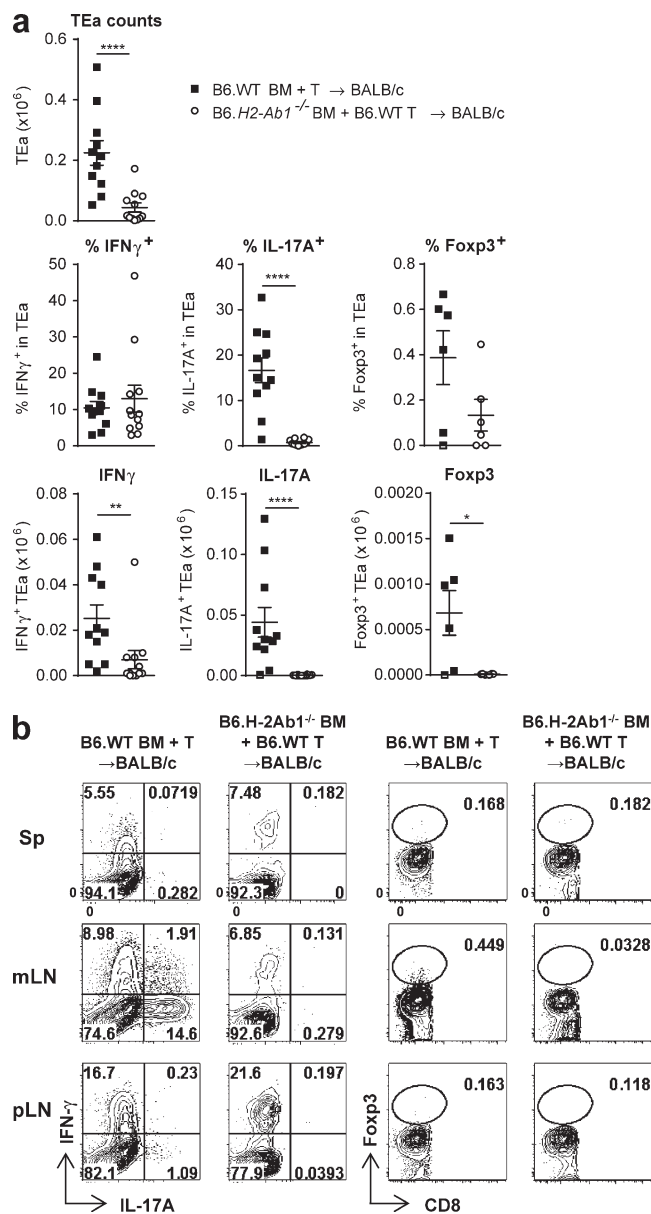 a
TEa counts
****
TEa (x10⁶)
0.6
0.4
0.2
0.0
■ B6.WT BM + T → BALB/c
○ B6.H2-Ab1⁻/⁻ BM + B6.WT T → BALB/c
% IFNγ⁺
% IFNγ⁺ in TEa
50
40
30
20
10
0
% IL-17A⁺
****
% IL-17A⁺ in TEa
40
30
20
10
0
% Foxp3⁺
% Foxp3⁺ in TEa
0.8
0.6
0.4
0.2
0.0
IFNγ
**
IFNγ⁺ TEa (x10⁶)
0.08
0.06
0.04
0.02
0.00
IL-17A
****
IL-17A⁺ TEa (x10⁶)
0.15
0.10
0.05
0.00
Foxp3
*
Foxp3⁺ TEa (x10⁶)
0.0020
0.0015
0.0010
0.0005
0.0000
b
B6.WT BM + T
→BALB/c
B6.H-2Ab1⁻/⁻ BM
+ B6.WT T
→BALB/c
B6.WT BM + T
→BALB/c
B6.H-2Ab1⁻/⁻ BM
+ B6.WT T
→BALB/c
Sp
5.55 0.0719
94.1 0.282
0
0
7.48 0.182
92.3 0
0
0.168
0
0.182
0
mLN
8.98 1.91
74.6 14.6
6.85 0.131
92.6 0.279
0.449
0.0328
pLN
16.7 0.23
82.1 1.09
21.6 0.197
77.9 0.0393
0.163
0.118
IFN-γ
IL-17A
Foxp3
CD8